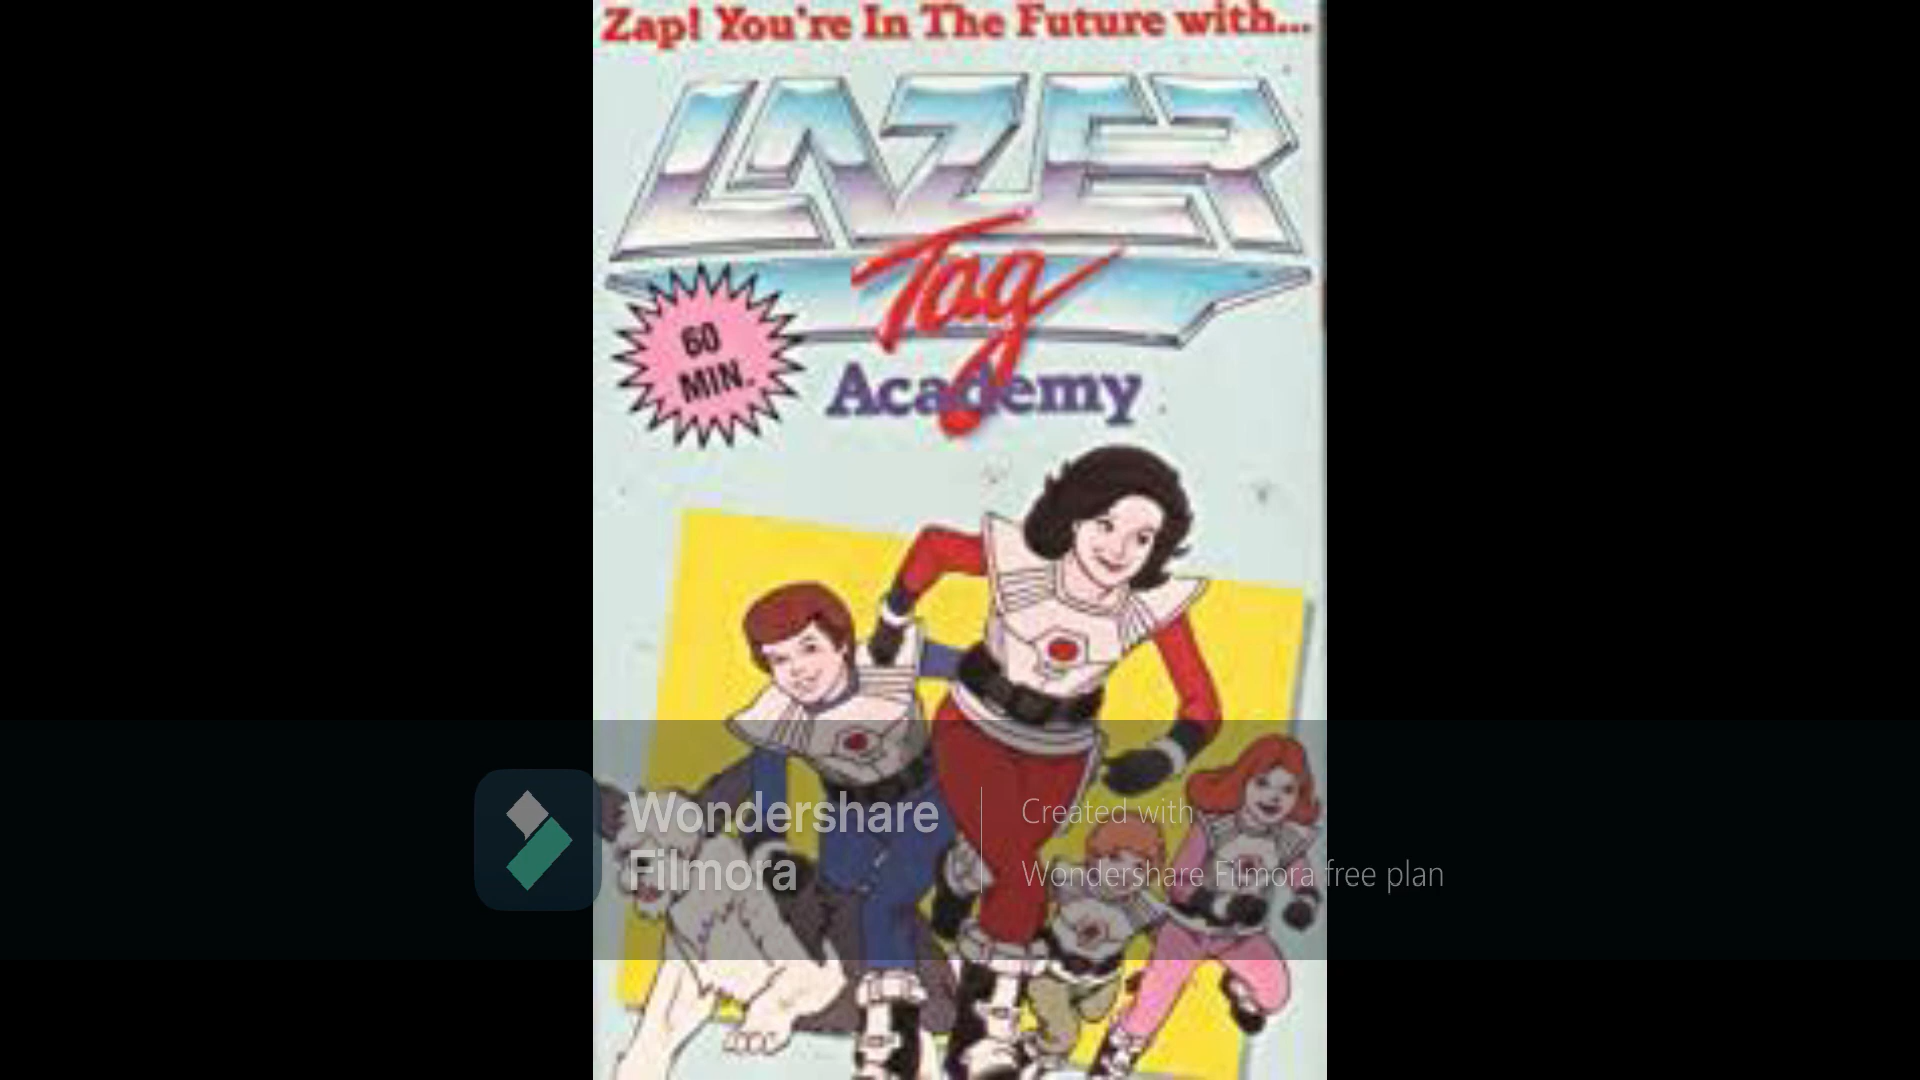 Zap! You're In The Future with...
LAZER
Tag
Academy
60
MIN.
Wondershare
Filmora
Created with
Wondershare Filmora free plan